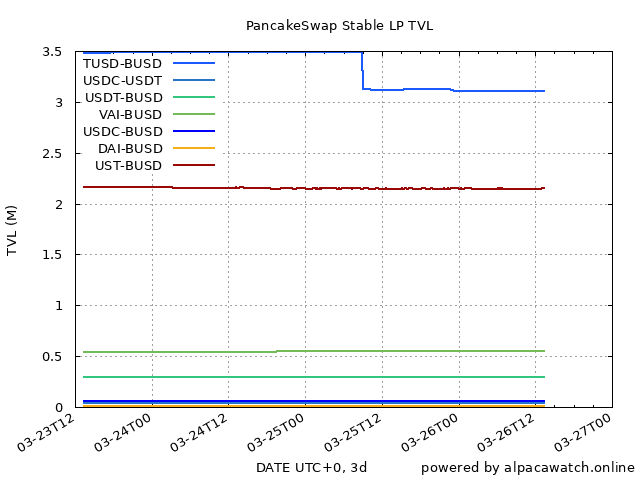 PancakeSwap Stable LP TVL
3.5
3
2.5
2
1.5
1
0.5
0
TVL (M)
TUSD-BUSD
USDC-USDT
USDT-BUSD
VAI-BUSD
USDC-BUSD
DAI-BUSD
UST-BUSD
03-23T12
03-24T00
03-24T12
03-25T00
03-25T12
03-26T00
03-26T12
03-27T00
DATE UTC+0, 3d
powered by alpacawatch.online